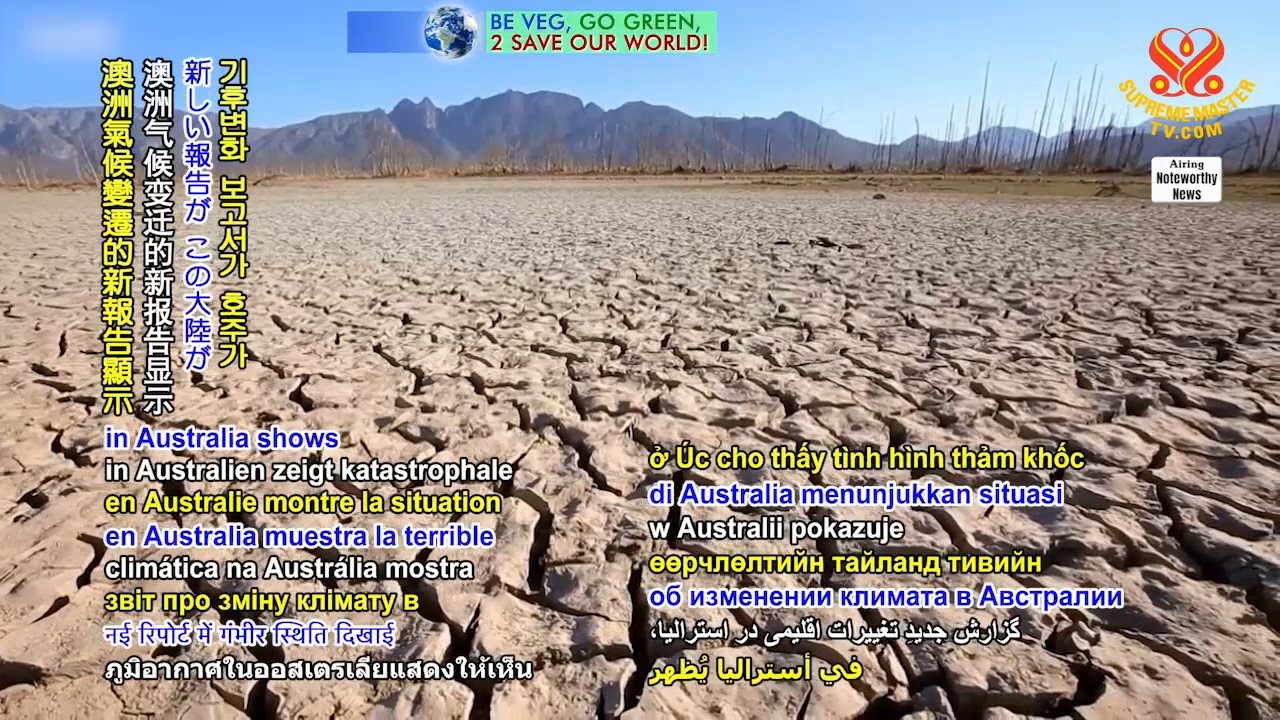 BE VEG, GO GREEN,
2 SAVE OUR WORLD!
SUPREME MASTER
TV.COM
Airing
Noteworthy
News
기후변화 보고서가 호주가
新しい報告が この大陸が
澳洲气候变迁的新报告显示
澳洲氣候變遷的新報告顯示
in Australia shows
in Australien zeigt katastrophale
en Australie montre la situation
en Australia muestra la terrible
climática na Austrália mostra
звіт про зміну клімату в
नई रिपोर्ट में गंभीर स्थिति दिखाई
ภูมิอากาศในออสเตรเลียแสดงให้เห็น
ở Úc cho thấy tình hình thảm khốc
di Australia menunjukkan situasi
w Australii pokazuje
өөрчлөлтийн тайланд тивийн
об изменении климата в Австралии
گزارش جدید تغییرات اقلیمی در استرالیا،
في أستراليا يُظهر